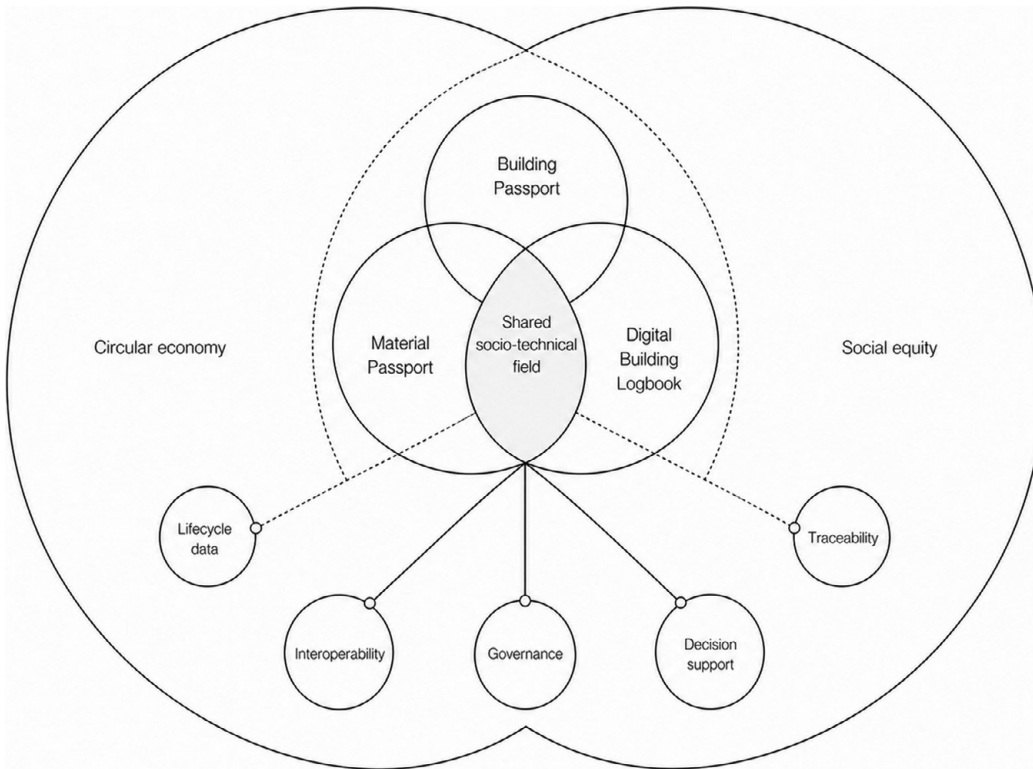 Building
Passport
Shared
socio-technical
field
Material
Passport
Digital
Building
Logbook
Circular economy
Social equity
Lifecycle
data
Traceability
Interoperability
Governance
Decision
support